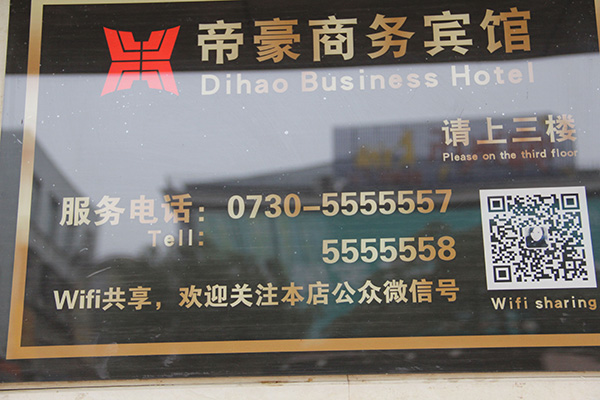 帝豪商务宾馆
Dihao Business Hotel
请上三楼
Please on the third floor
服务电话：0730-5555557
Tell: 5555558
Wifi共享，欢迎关注本店公众微信号
Wifi sharing